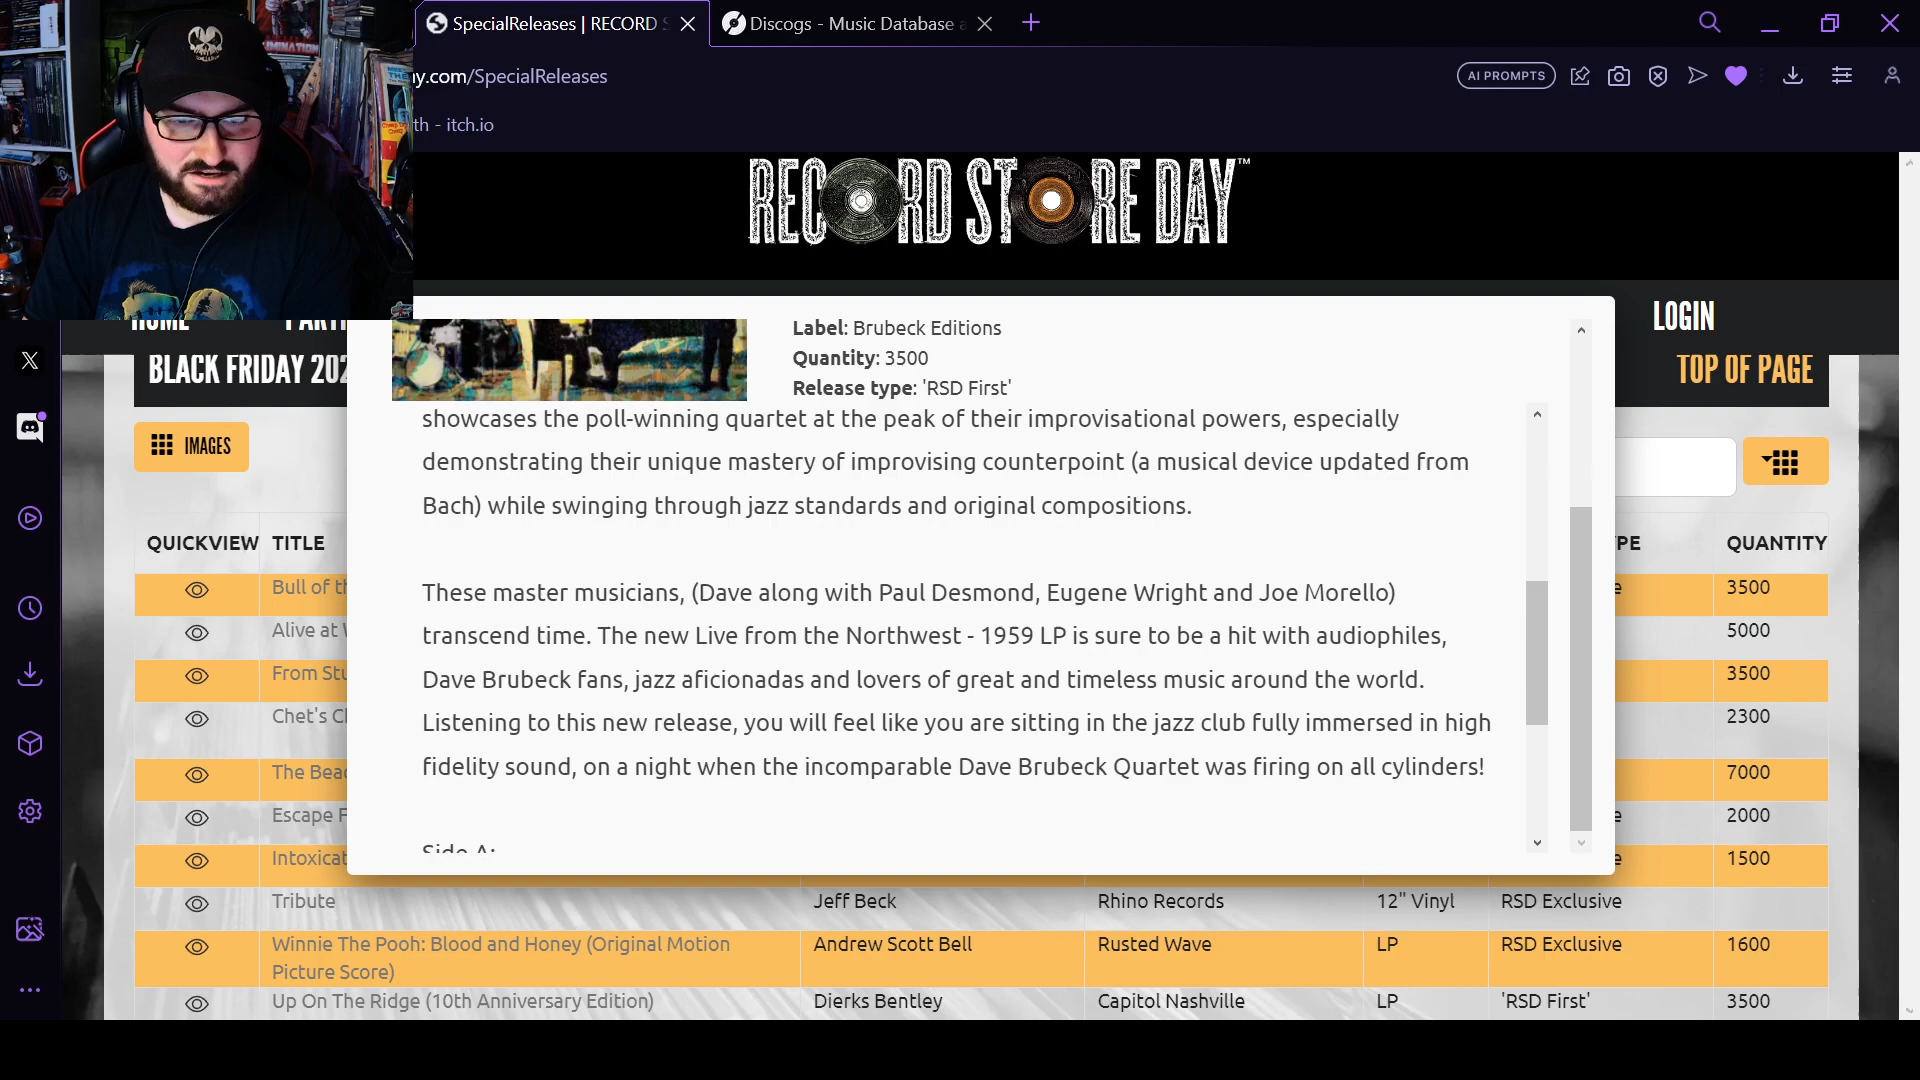 SpecialReleases | RECORD S
Discogs - Music Database a
y.com/SpecialReleases
AI PROMPTS
th - itch.io
RECORD STORE DAY™
HOME
LOGIN
BLACK FRIDAY 202
TOP OF PAGE
IMAGES
Label: Brubeck Editions
Quantity: 3500
Release type: 'RSD First'
showcases the poll-winning quartet at the peak of their improvisational powers, especially
demonstrating their unique mastery of improvising counterpoint (a musical device updated from
Bach) while swinging through jazz standards and original compositions.
These master musicians, (Dave along with Paul Desmond, Eugene Wright and Joe Morello)
transcend time. The new Live from the Northwest - 1959 LP is sure to be a hit with audiophiles,
Dave Brubeck fans, jazz aficionadas and lovers of great and timeless music around the world.
Listening to this new release, you will feel like you are sitting in the jazz club fully immersed in high
fidelity sound, on a night when the incomparable Dave Brubeck Quartet was firing on all cylinders!
Side A:
QUICKVIEW TITLE PE QUANTITY
Bull of th e 3500
Alive at 5000
From Stu 3500
Chet's Cl 2300
The Beac 7000
Escape F e 2000
Intoxicat e 1500
Tribute Jeff Beck Rhino Records 12" Vinyl RSD Exclusive
Winnie The Pooh: Blood and Honey (Original Motion Andrew Scott Bell Rusted Wave LP RSD Exclusive 1600
Picture Score)
Up On The Ridge (10th Anniversary Edition) Dierks Bentley Capitol Nashville LP 'RSD First' 3500